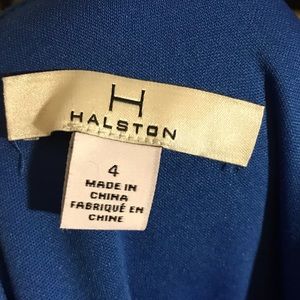 H
HALSTON
4
MADE IN
CHINA
FABRIQUÉ EN
CHINE